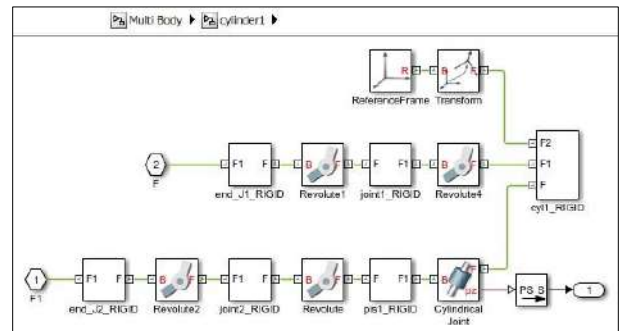 Multi Body ▶ cylinder1 ▶
R B F
ReferenceFrame Transform
F2
2 F1 F B F F F1 B F F1
F end_J1_RIGID Revolute1 joint1_RIGID Revolute4 F
cyl1_RIGID
1 F1 F B F F1 F B F F F1 B F
pz PS S 1
F1 end_J2_RIGID Revolute2 joint2_RIGID Revolute pis1_RIGID Cylindrical
Joint